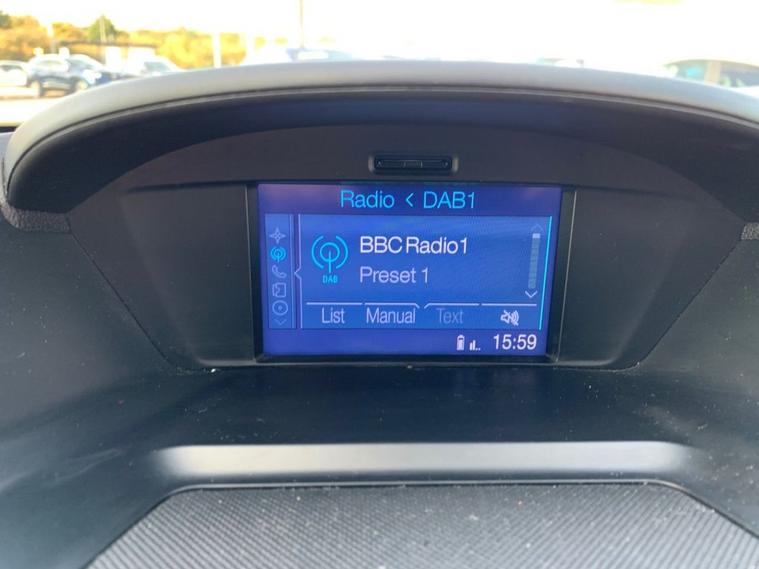 Radio < DAB1
BBC Radio1
DAB
Preset 1
List Manual Text
15:59